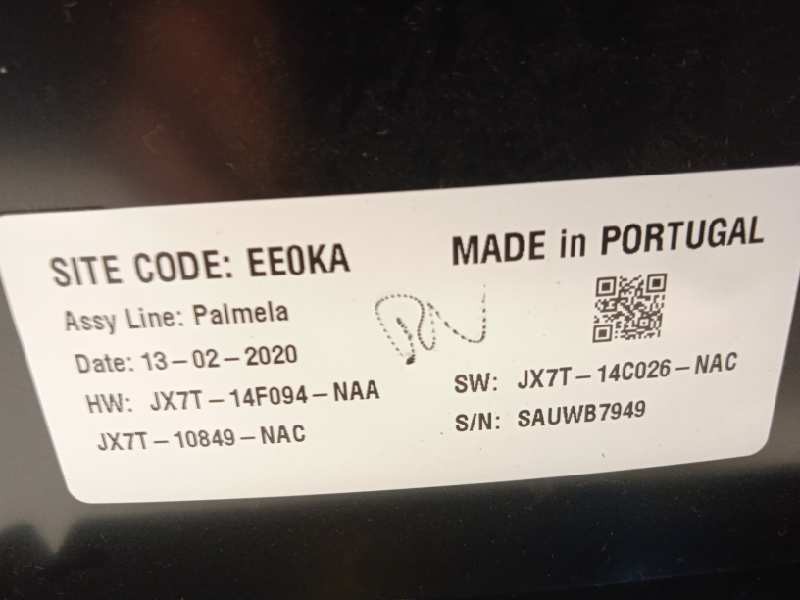 SITE CODE: EE0KA
MADE in PORTUGAL
Assy Line: Palmela
Date: 13-02-2020
HW: JX7T-14F094-NAA
SW: JX7T-14C026-NAC
JX7T-10849-NAC
S/N: SAUWB7949